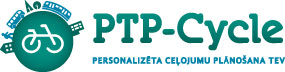 PTP-Cycle
PERSONALIZĒTA CEĻOJUMU PLĀNOŠANA TEV